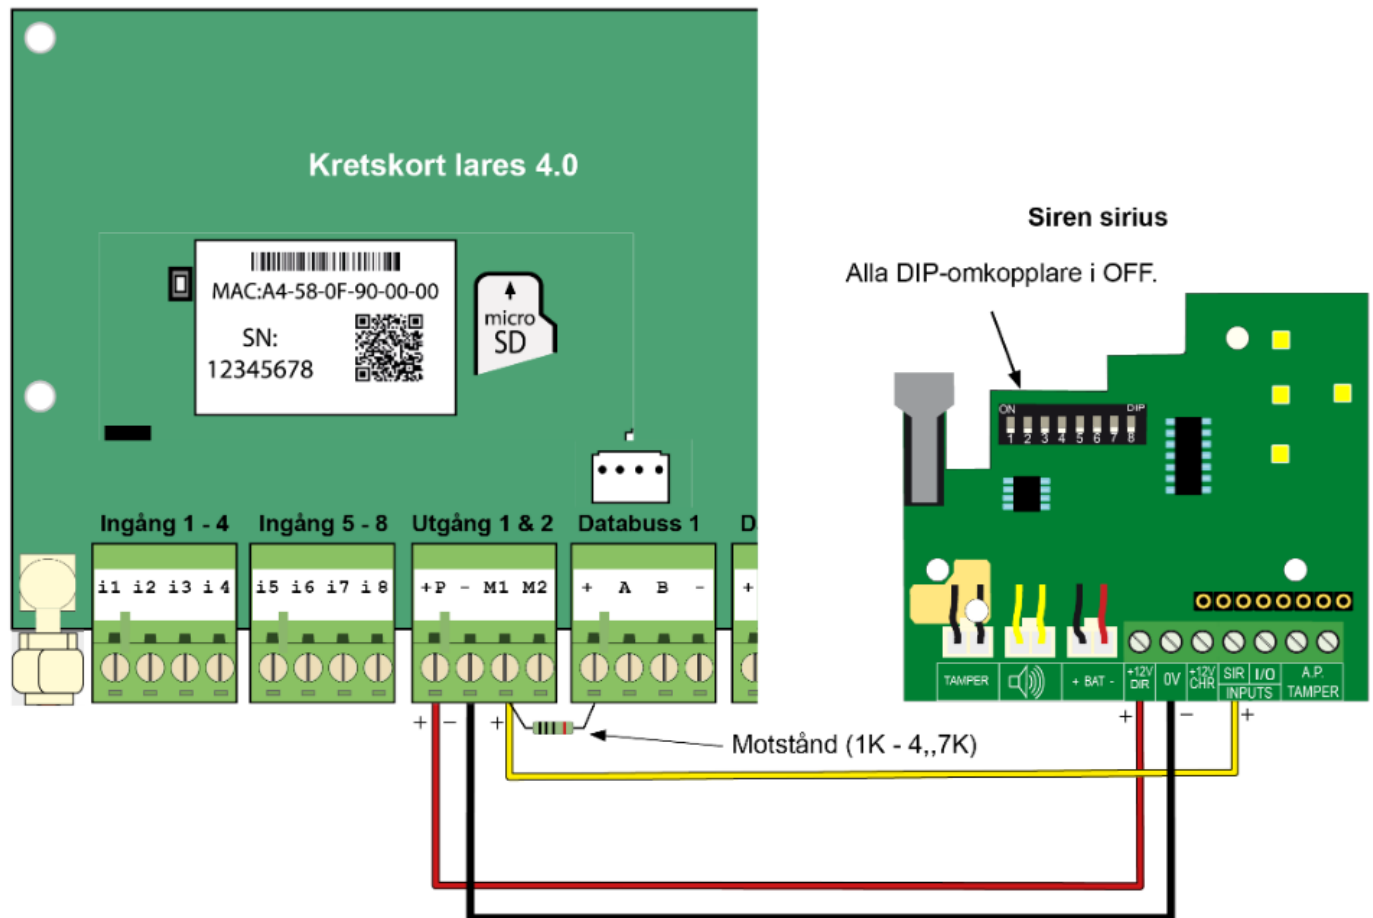 Kretskort lares 4.0
MAC:A4-58-0F-90-00-00
SN:
12345678
micro
SD
Siren sirius
Alla DIP-omkopplare i OFF.
ON DIP
1 2 3 4 5 6 7 8
Ingång 1 - 4 Ingång 5 - 8 Utgång 1 & 2 Databuss 1 D
i1 i2 i3 i4 i5 i6 i7 i8 +P - M1 M2 + A B - +
TAMPER + BAT - +12V DIR 0V +12V CHR SIR I/O INPUTS A.P. TAMPER
+ - + + - +
Motstånd (1K - 4,,7K)